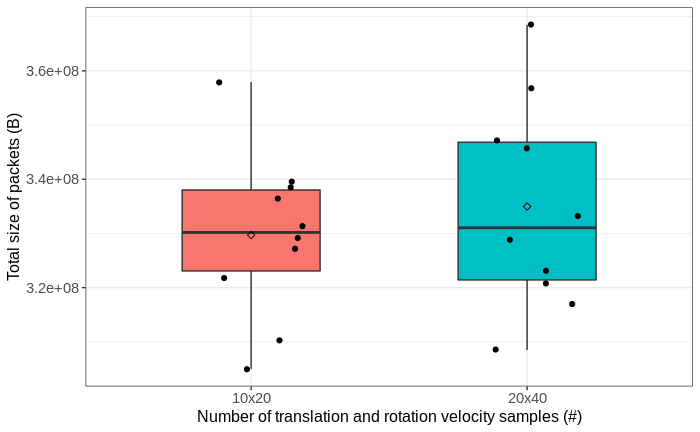 Total size of packets (B)
3.6e+08
3.4e+08
3.2e+08
10x20
20x40
Number of translation and rotation velocity samples (#)